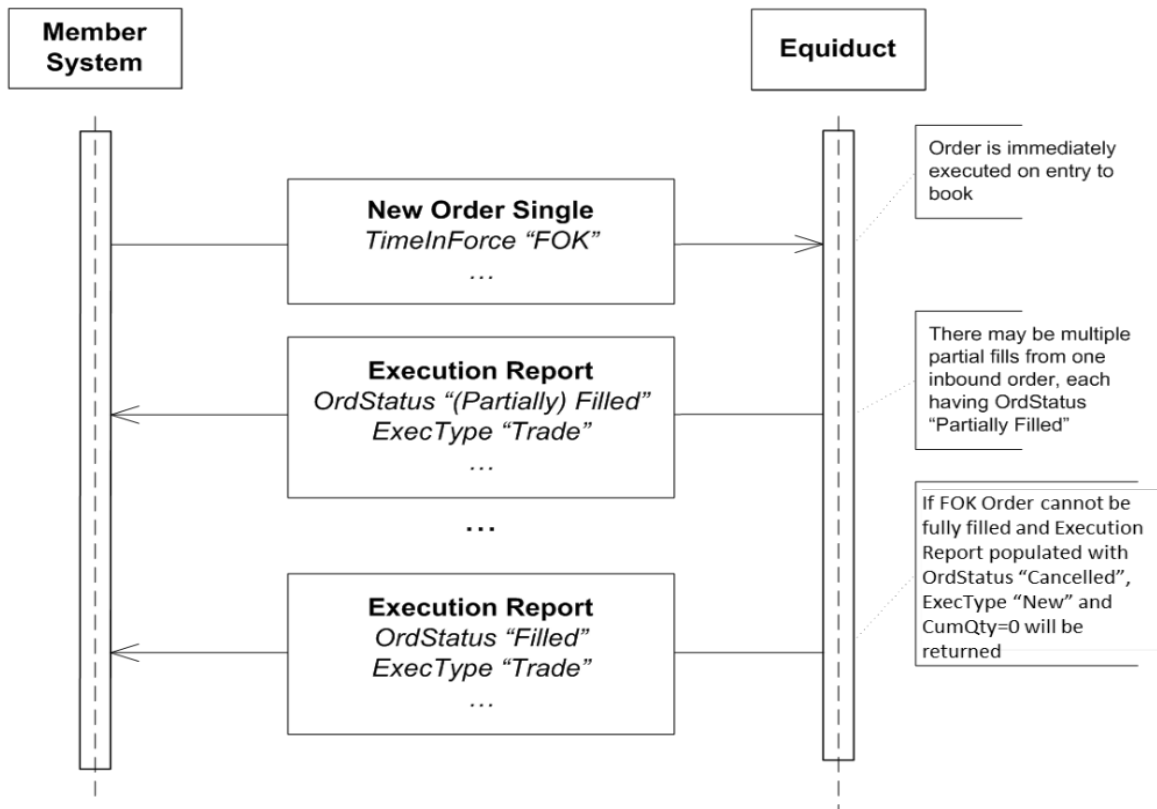 Member
System
Equiduct
Order is immediately
executed on entry to
book
New Order Single
TimeInForce “FOK”
…
There may be multiple
partial fills from one
inbound order, each
having OrdStatus
“Partially Filled”
Execution Report
OrdStatus “(Partially) Filled”
ExecType “Trade”
…
…
If FOK Order cannot be
fully filled and Execution
Report populated with
OrdStatus “Cancelled”,
ExecType “New” and
CumQty=0 will be
returned
Execution Report
OrdStatus “Filled”
ExecType “Trade”
…